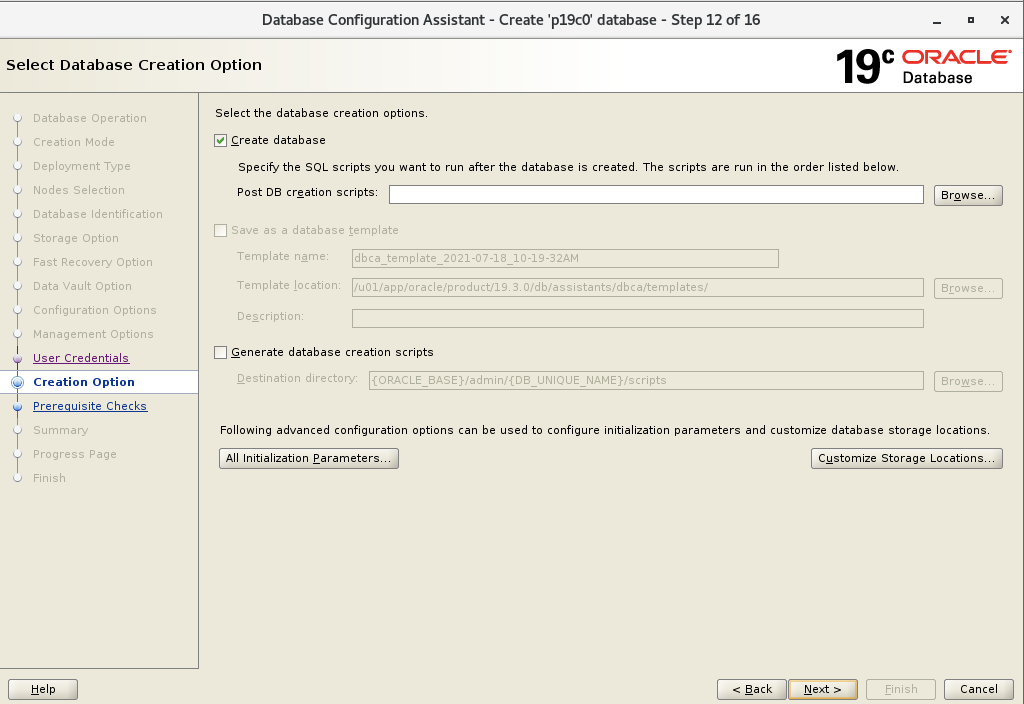 Database Configuration Assistant - Create 'p19c0' database - Step 12 of 16
Select Database Creation Option
19c ORACLE Database
Database Operation
Creation Mode
Deployment Type
Nodes Selection
Database Identification
Storage Option
Fast Recovery Option
Data Vault Option
Configuration Options
Management Options
User Credentials
Creation Option
Prerequisite Checks
Summary
Progress Page
Finish
Select the database creation options.
Create database
Specify the SQL scripts you want to run after the database is created. The scripts are run in the order listed below.
Post DB creation scripts: Browse...
Save as a database template
Template name: dbca_template_2021-07-18_10-19-32AM
Template location: /u01/app/oracle/product/19.3.0/db/assistants/dbca/templates/ Browse...
Description:
Generate database creation scripts
Destination directory: {ORACLE_BASE}/admin/{DB_UNIQUE_NAME}/scripts Browse...
Following advanced configuration options can be used to configure initialization parameters and customize database storage locations.
All Initialization Parameters... Customize Storage Locations...
Help < Back Next > Finish Cancel